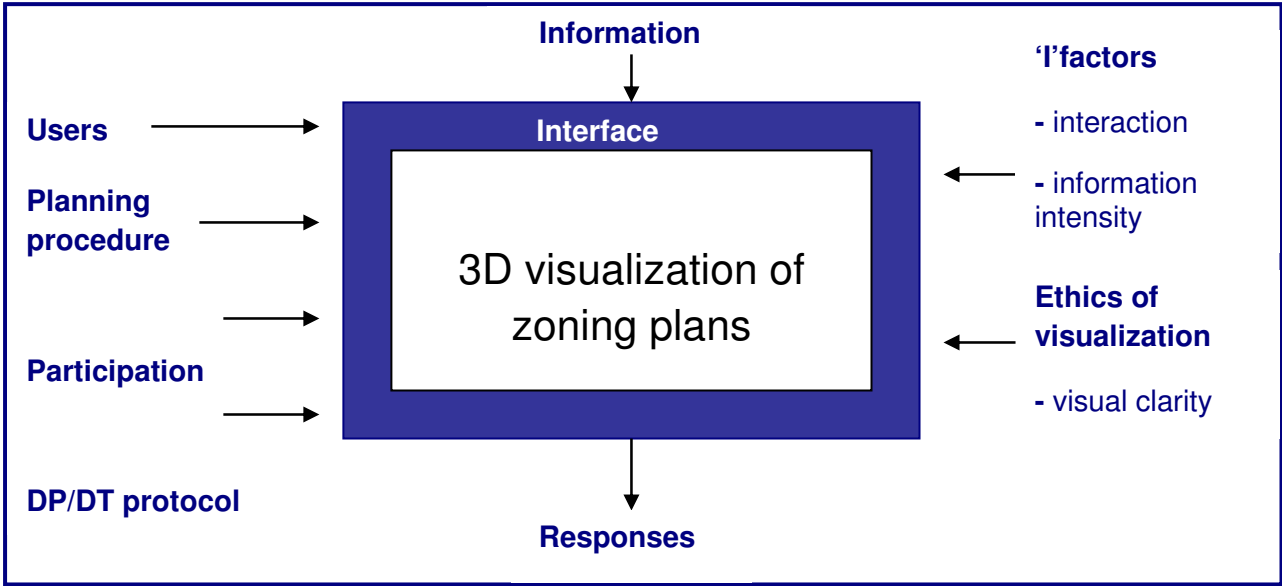 Information
Users
Planning
procedure
Participation
DP/DT protocol
Interface
3D visualization of
zoning plans
Responses
‘I’factors
- interaction
- information
intensity
Ethics of
visualization
- visual clarity